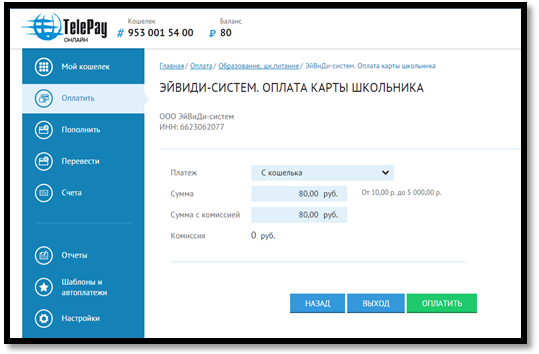 TelePay
ОНЛАЙН
Кошелек
# 953 001 54 00
Баланс
₽ 80
Мой кошелек
Оплатить
Пополнить
Перевести
Счета
Отчеты
Шаблоны и
автоплатежи
Настройки
Главная / Оплата / Образование, шк.питание / ЭйВиДи-систем. Оплата карты школьника
ЭЙВИДИ-СИСТЕМ. ОПЛАТА КАРТЫ ШКОЛЬНИКА
ООО ЭйВиДи-систем
ИНН: 6623062077
Платеж С кошелька
Сумма 80,00 руб. От 10,00 р. до 5 000,00 р.
Сумма с комиссией 80,00 руб.
Комиссия 0 руб.
НАЗАД ВЫХОД ОПЛАТИТЬ